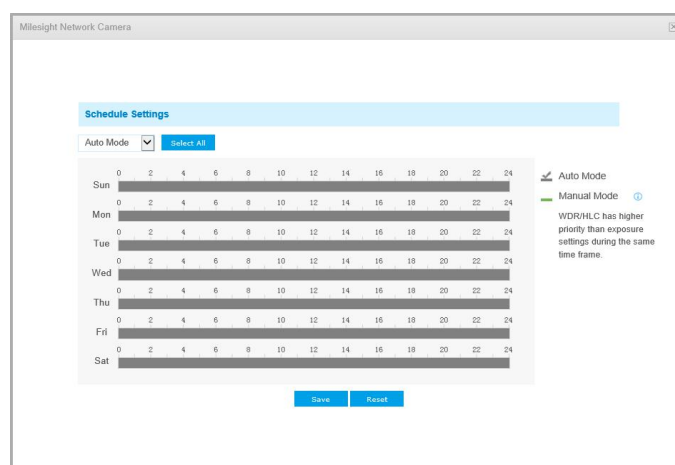 Milesight Network Camera
Schedule Settings
Auto Mode
Select All
0 2 4 6 8 10 12 14 16 18 20 22 24
Sun
0 2 4 6 8 10 12 14 16 18 20 22 24
Mon
0 2 4 6 8 10 12 14 16 18 20 22 24
Tue
0 2 4 6 8 10 12 14 16 18 20 22 24
Wed
0 2 4 6 8 10 12 14 16 18 20 22 24
Thu
0 2 4 6 8 10 12 14 16 18 20 22 24
Fri
0 2 4 6 8 10 12 14 16 18 20 22 24
Sat
Auto Mode
Manual Mode
WDR/HLC has higher
priority than exposure
settings during the same
time frame.
Save
Reset